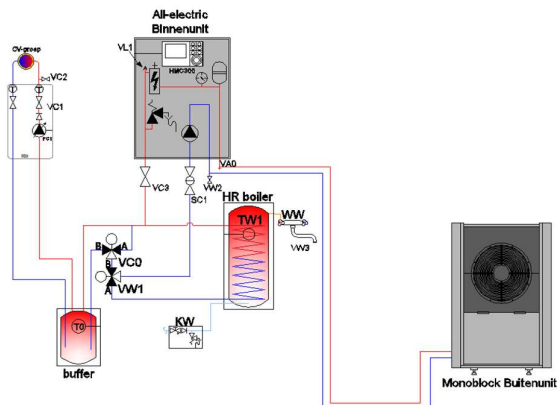 All-electric
Binnenunit
CV-groep
VL1
HMC300
VC2
VC1
PC1
VA0
VC3
SC1
VW2
HR boiler
TW1
WW
VW3
B A
VC0
B
A VW1
KW
T0
buffer
Monoblock Buitenunit